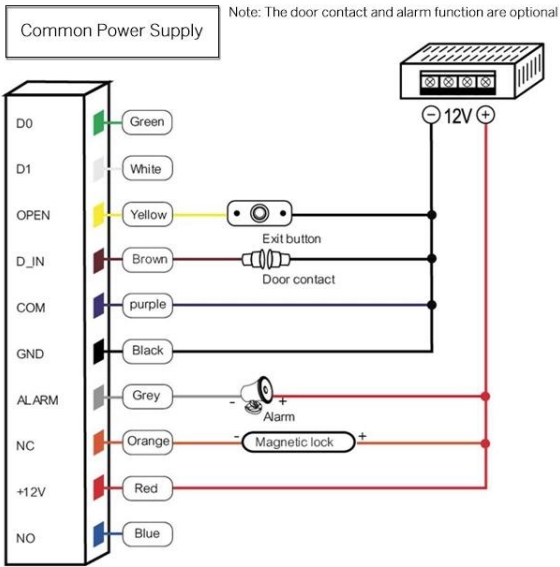 Note: The door contact and alarm function are optional
Common Power Supply
− 12V +
D0 Green
D1 White
OPEN Yellow
Exit button
D_IN Brown
Door contact
COM purple
GND Black
ALARM Grey - +
Alarm
NC Orange - Magnetic lock +
+12V Red
NO Blue